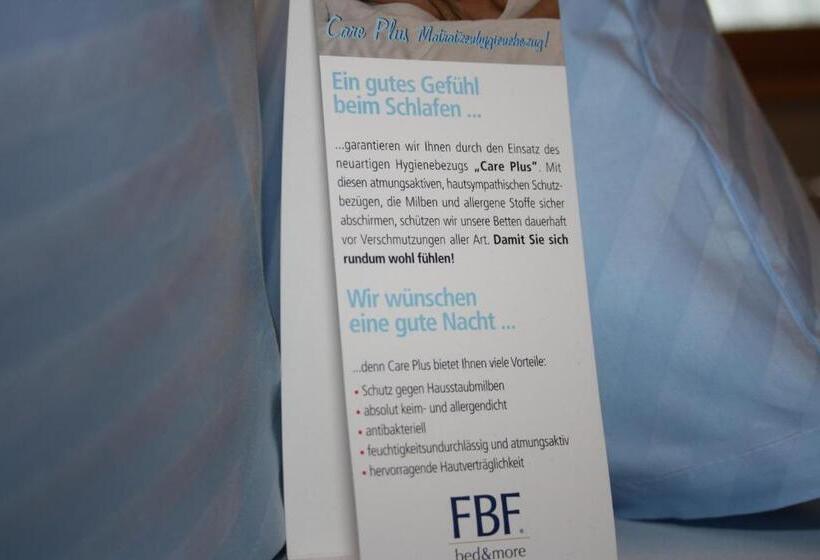 Care Plus Matratzenhygienebezug!
Ein gutes Gefühl
beim Schlafen ...
...garantieren wir Ihnen durch den Einsatz des
neuartigen Hygienebezugs „Care Plus“. Mit
diesen atmungsaktiven, hautsympathischen Schutz-
bezügen, die Milben und allergene Stoffe sicher
abschirmen, schützen wir unsere Betten dauerhaft
vor Verschmutzungen aller Art. Damit Sie sich
rundum wohl fühlen!
Wir wünschen
eine gute Nacht ...
...denn Care Plus bietet Ihnen viele Vorteile:
• Schutz gegen Hausstaubmilben
• absolut keim- und allergendicht
• antibakteriell
• feuchtigkeitsundurchlässig und atmungsaktiv
• hervorragende Hautverträglichkeit
FBF®
bed&more